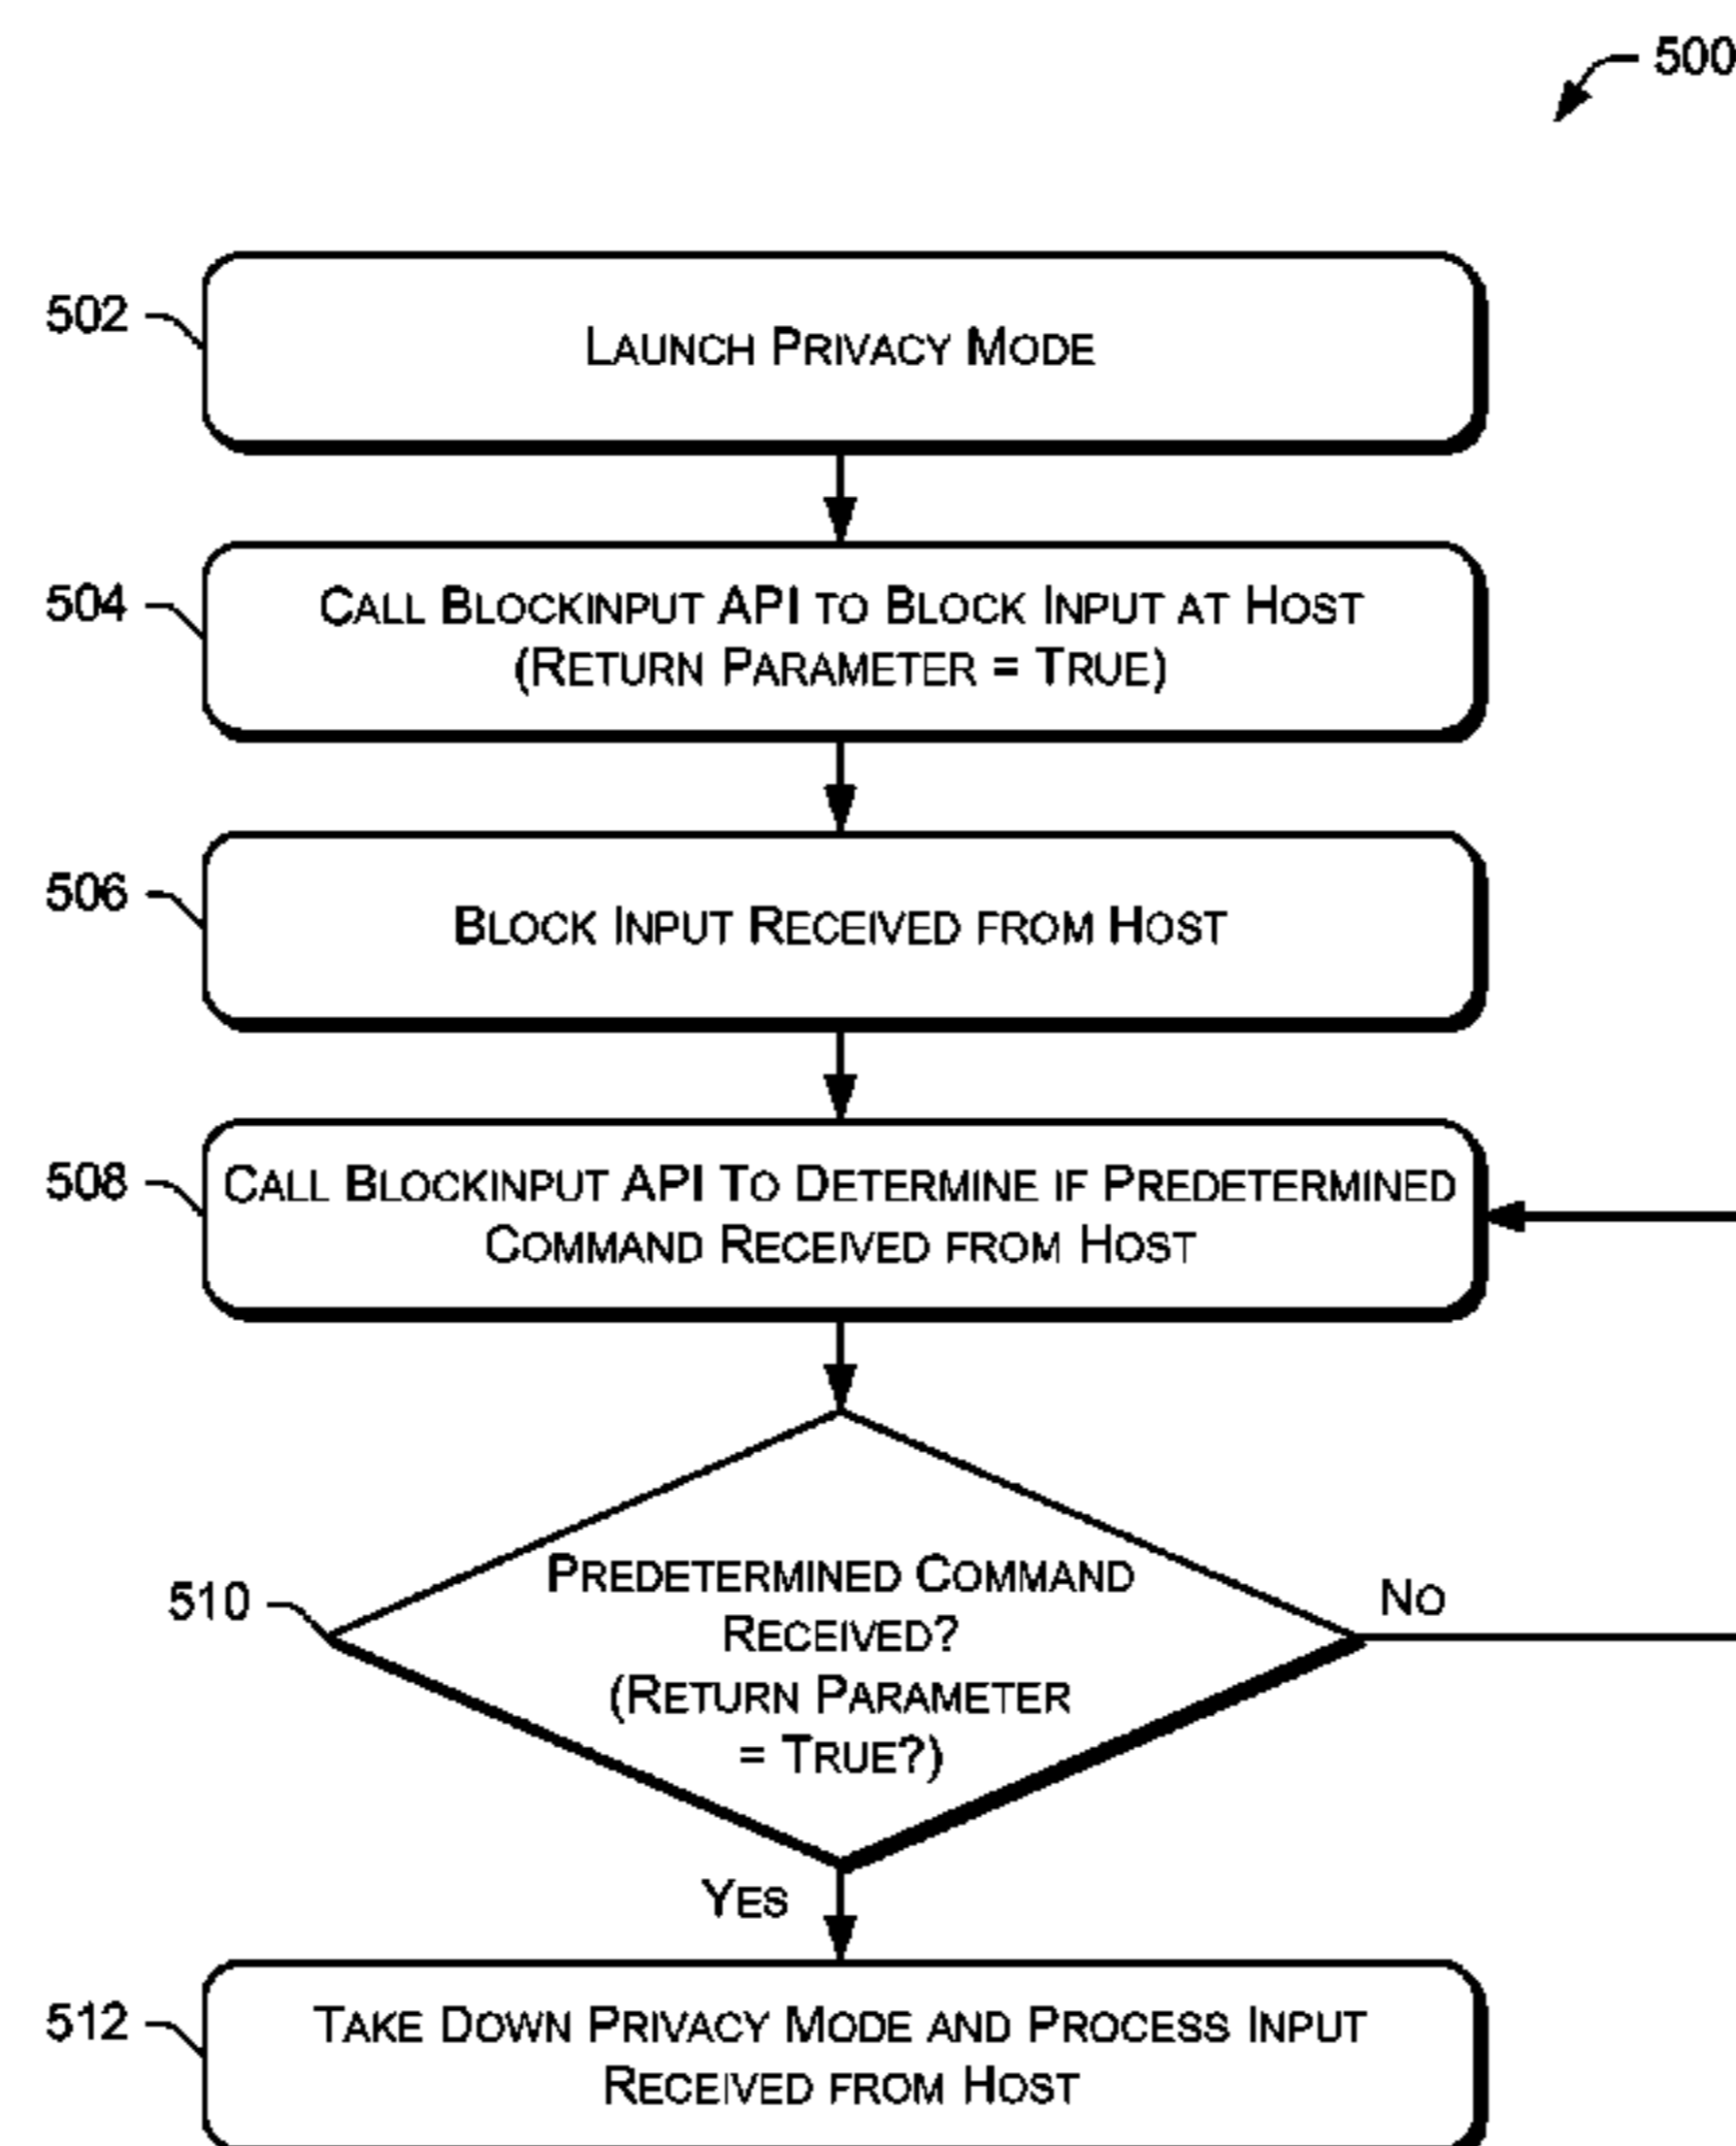 500
502
LAUNCH PRIVACY MODE
504
CALL BLOCKINPUT API TO BLOCK INPUT AT HOST
(RETURN PARAMETER = TRUE)
506
BLOCK INPUT RECEIVED FROM HOST
508
CALL BLOCKINPUT API TO DETERMINE IF PREDETERMINED
COMMAND RECEIVED FROM HOST
510
PREDETERMINED COMMAND
RECEIVED?
(RETURN PARAMETER
= TRUE?)
NO
YES
512
TAKE DOWN PRIVACY MODE AND PROCESS INPUT
RECEIVED FROM HOST